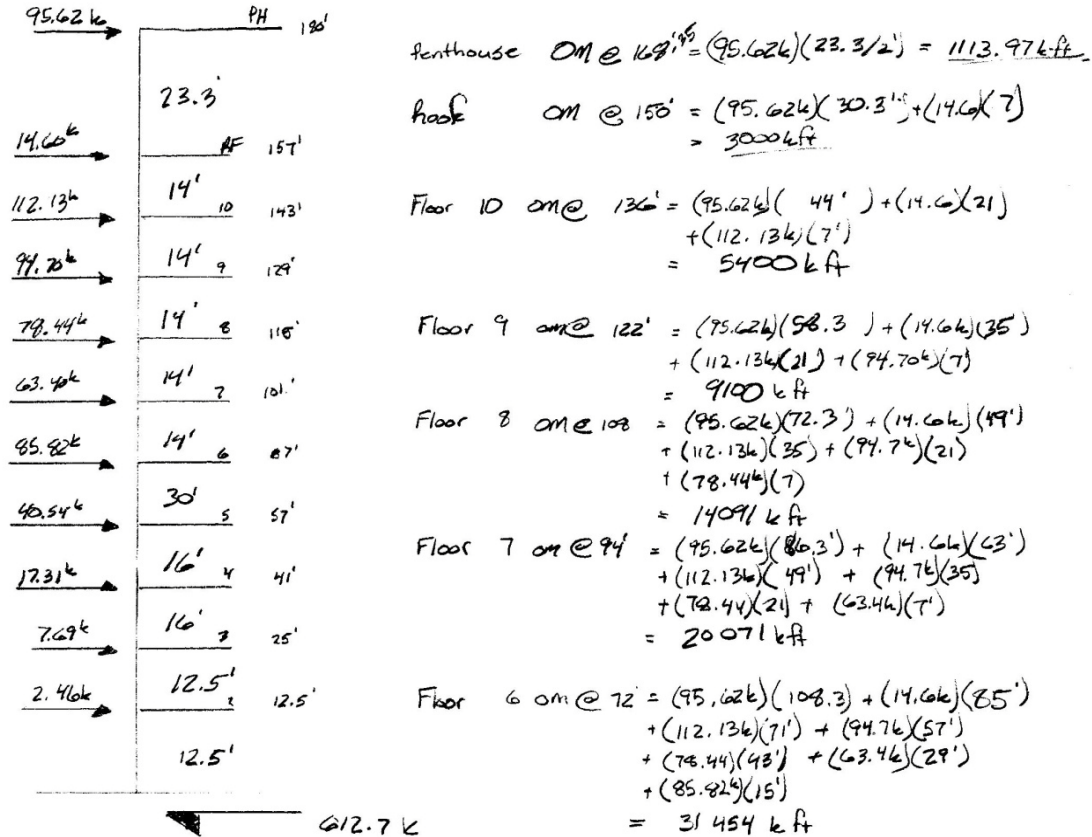 95.62 k PH 180'
23.3'
14.60k RF 157'
14'
112.13k 10 143'
14'
94.70k 9 129'
14'
78.44k 8 115'
14'
63.40k 7 101'
14'
85.82k 6 87'
30'
40.54k 5 57'
16'
17.31k 4 41'
16'
7.69k 3 25'
12.5'
2.46k 2 12.5'
12.5'
612.7 k
Penthouse OM @ 168.35' = (95.62k)(23.3/2') = 1113.97 k-ft
Roof OM @ 150' = (95.62k)(30.3') + (14.6)(7)
= 3000 k ft
Floor 10 OM @ 136' = (95.62k)( 44' ) + (14.6)(21)
+ (112.13k)(7')
= 5400 k ft
Floor 9 OM @ 122' = (95.62k)(58.3 ) + (14.6k)(35')
+ (112.13k)(21) + (94.70k)(7)
= 9100 k ft
Floor 8 OM @ 108 = (95.62k)(72.3') + (14.60k)(49')
+ (112.13k)(35) + (94.7k)(21)
+ (78.44k)(7)
= 14091 k ft
Floor 7 OM @ 94' = (95.62k)(86.3') + (14.6k)(63')
+ (112.13k)(49') + (94.7k)(35)
+ (78.44)(21) + (63.4k)(7')
= 20071 k ft
Floor 6 OM @ 72' = (95.62k)(108.3) + (14.6k)(85')
+ (112.13k)(71') + (94.7k)(57')
+ (78.44)(43') + (63.4k)(29')
+ (85.82k)(15')
= 31 454 k ft